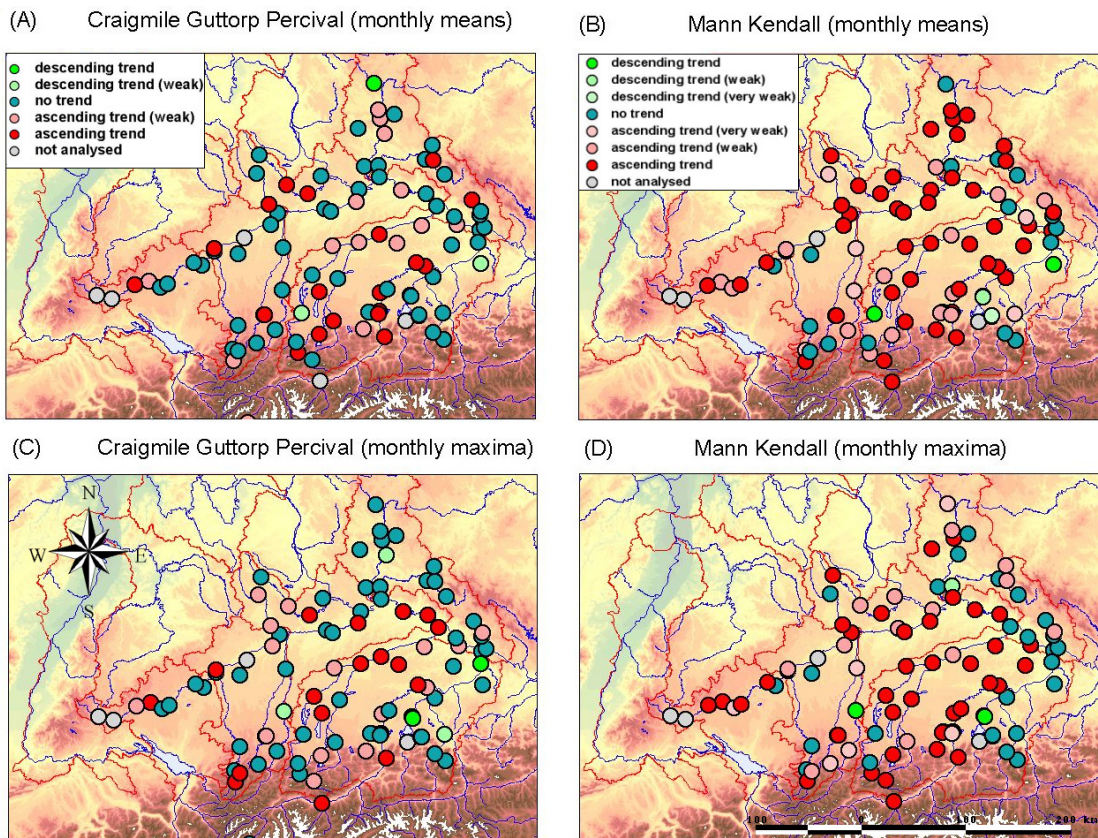 (A) Craigmile Guttorp Percival (monthly means)
descending trend
descending trend (weak)
no trend
ascending trend (weak)
ascending trend
not analysed
(B) Mann Kendall (monthly means)
descending trend
descending trend (weak)
descending trend (very weak)
no trend
ascending trend (very weak)
ascending trend (weak)
ascending trend
not analysed
(C) Craigmile Guttorp Percival (monthly maxima)
N
W E
S
(D) Mann Kendall (monthly maxima)
100 0 100 200 km